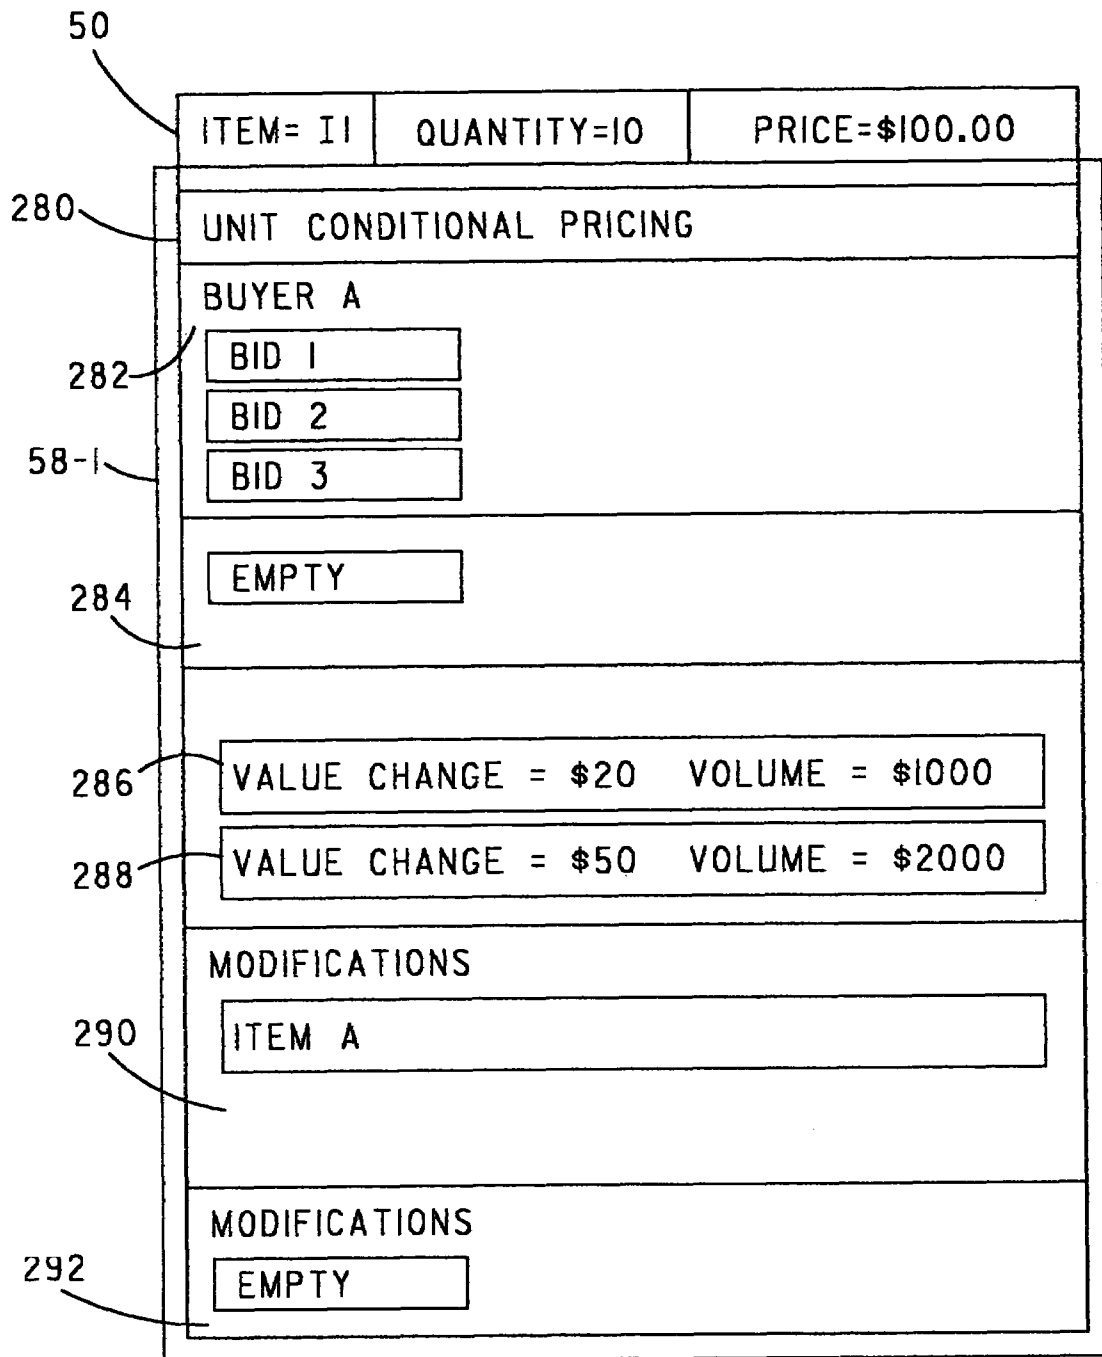 50
ITEM= I1 QUANTITY=10 PRICE=$100.00
280
UNIT CONDITIONAL PRICING
BUYER A
282
BID 1
BID 2
58-1
BID 3
EMPTY
284
286
VALUE CHANGE = $20 VOLUME = $1000
288
VALUE CHANGE = $50 VOLUME = $2000
MODIFICATIONS
290
ITEM A
MODIFICATIONS
292
EMPTY